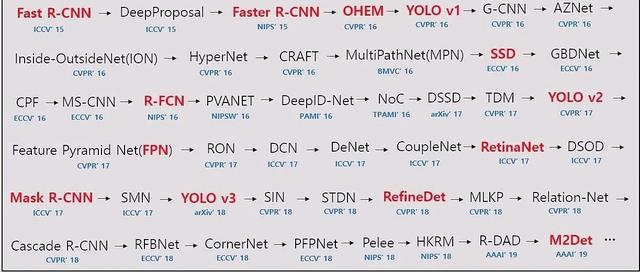 Fast R-CNN → DeepProposal → Faster R-CNN → OHEM → YOLO v1 → G-CNN → AZNet →
ICCV' 15 ICCV' 15 NIPS' 15 CVPR' 16 CVPR' 16 CVPR' 16 CVPR' 16
Inside-OutsideNet(ION) → HyperNet → CRAFT → MultiPathNet(MPN) → SSD → GBDNet →
CVPR' 16 CVPR' 16 CVPR' 16 BMVC' 16 ECCV' 16 ECCV' 16
CPF → MS-CNN → R-FCN → PVANET → DeepID-Net → NoC → DSSD → TDM → YOLO v2 →
ECCV' 16 ECCV' 16 NIPS' 16 NIPSW' 16 PAMI' 16 TPAMI' 16 arXiv' 17 CVPR' 17 CVPR' 17
Feature Pyramid Net(FPN) → RON → DCN → DeNet → CoupleNet → RetinaNet → DSOD →
CVPR' 17 CVPR' 17 ICCV' 17 ICCV' 17 ICCV' 17 ICCV' 17 ICCV' 17
Mask R-CNN → SMN → YOLO v3 → SIN → STDN → RefineDet → MLKP → Relation-Net →
ICCV' 17 ICCV' 17 arXiv' 18 CVPR' 18 CVPR' 18 CVPR' 18 CVPR' 18 CVPR' 18
Cascade R-CNN → RFBNet → CornerNet → PFPNet → Pelee → HKRM → R-DAD → M2Det ···
CVPR' 18 ECCV' 18 ECCV' 18 ECCV' 18 NIPS' 18 NIPS' 18 AAAI' 19 AAAI' 19